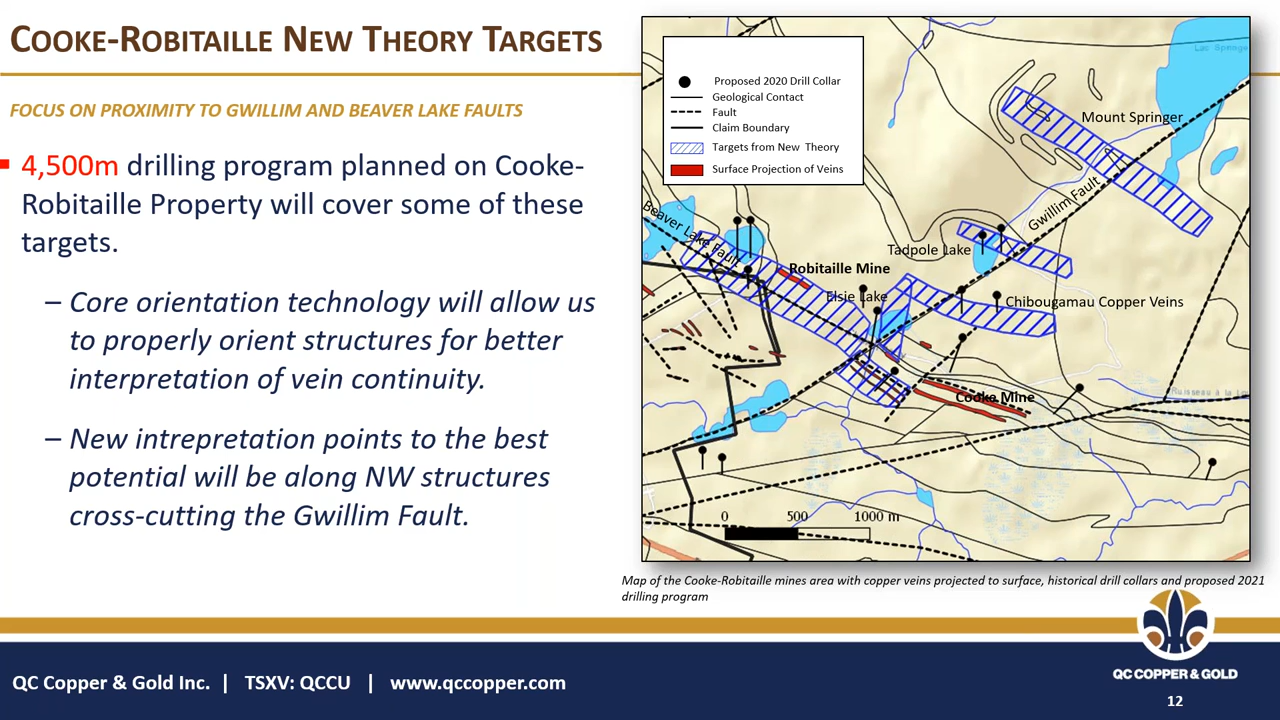 COOKE-ROBITAILLE NEW THEORY TARGETS
FOCUS ON PROXIMITY TO GWILLIM AND BEAVER LAKE FAULTS
4,500m drilling program planned on Cooke-
Robitaille Property will cover some of these
targets.
– Core orientation technology will allow us
to properly orient structures for better
interpretation of vein continuity.
– New intrepretation points to the best
potential will be along NW structures
cross-cutting the Gwillim Fault.
Proposed 2020 Drill Collar
Geological Contact
Fault
Claim Boundary
Targets from New Theory
Surface Projection of Veins
Lac Springer
Mount Springer
Gwillim Fault
Beaver Lake Fault
Tadpole Lake
Robitaille Mine
Elsie Lake
Chibougamau Copper Veins
Cooke Mine
Ruisseau à la
0 500 1000 m
Map of the Cooke-Robitaille mines area with copper veins projected to surface, historical drill collars and proposed 2021
drilling program
QC Copper & Gold Inc. | TSXV: QCCU | www.qccopper.com
QC COPPER & GOLD
12